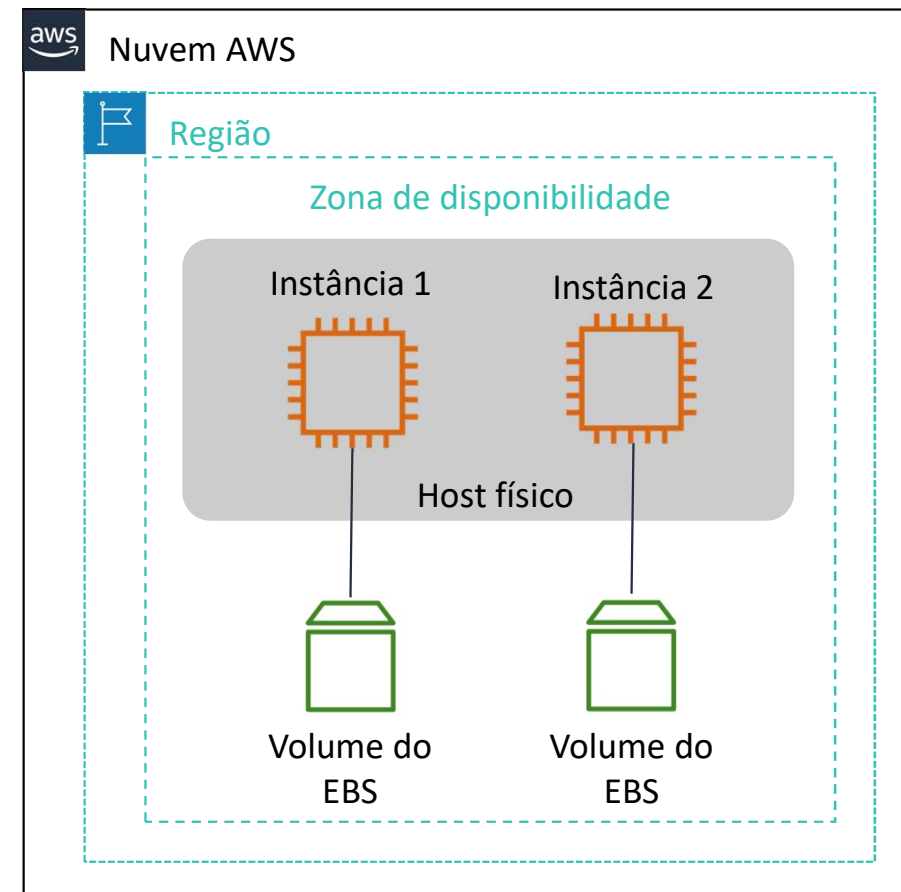 aws
Nuvem AWS
Região
Zona de disponibilidade
Instância 1
Instância 2
Host físico
Volume do
EBS
Volume do
EBS